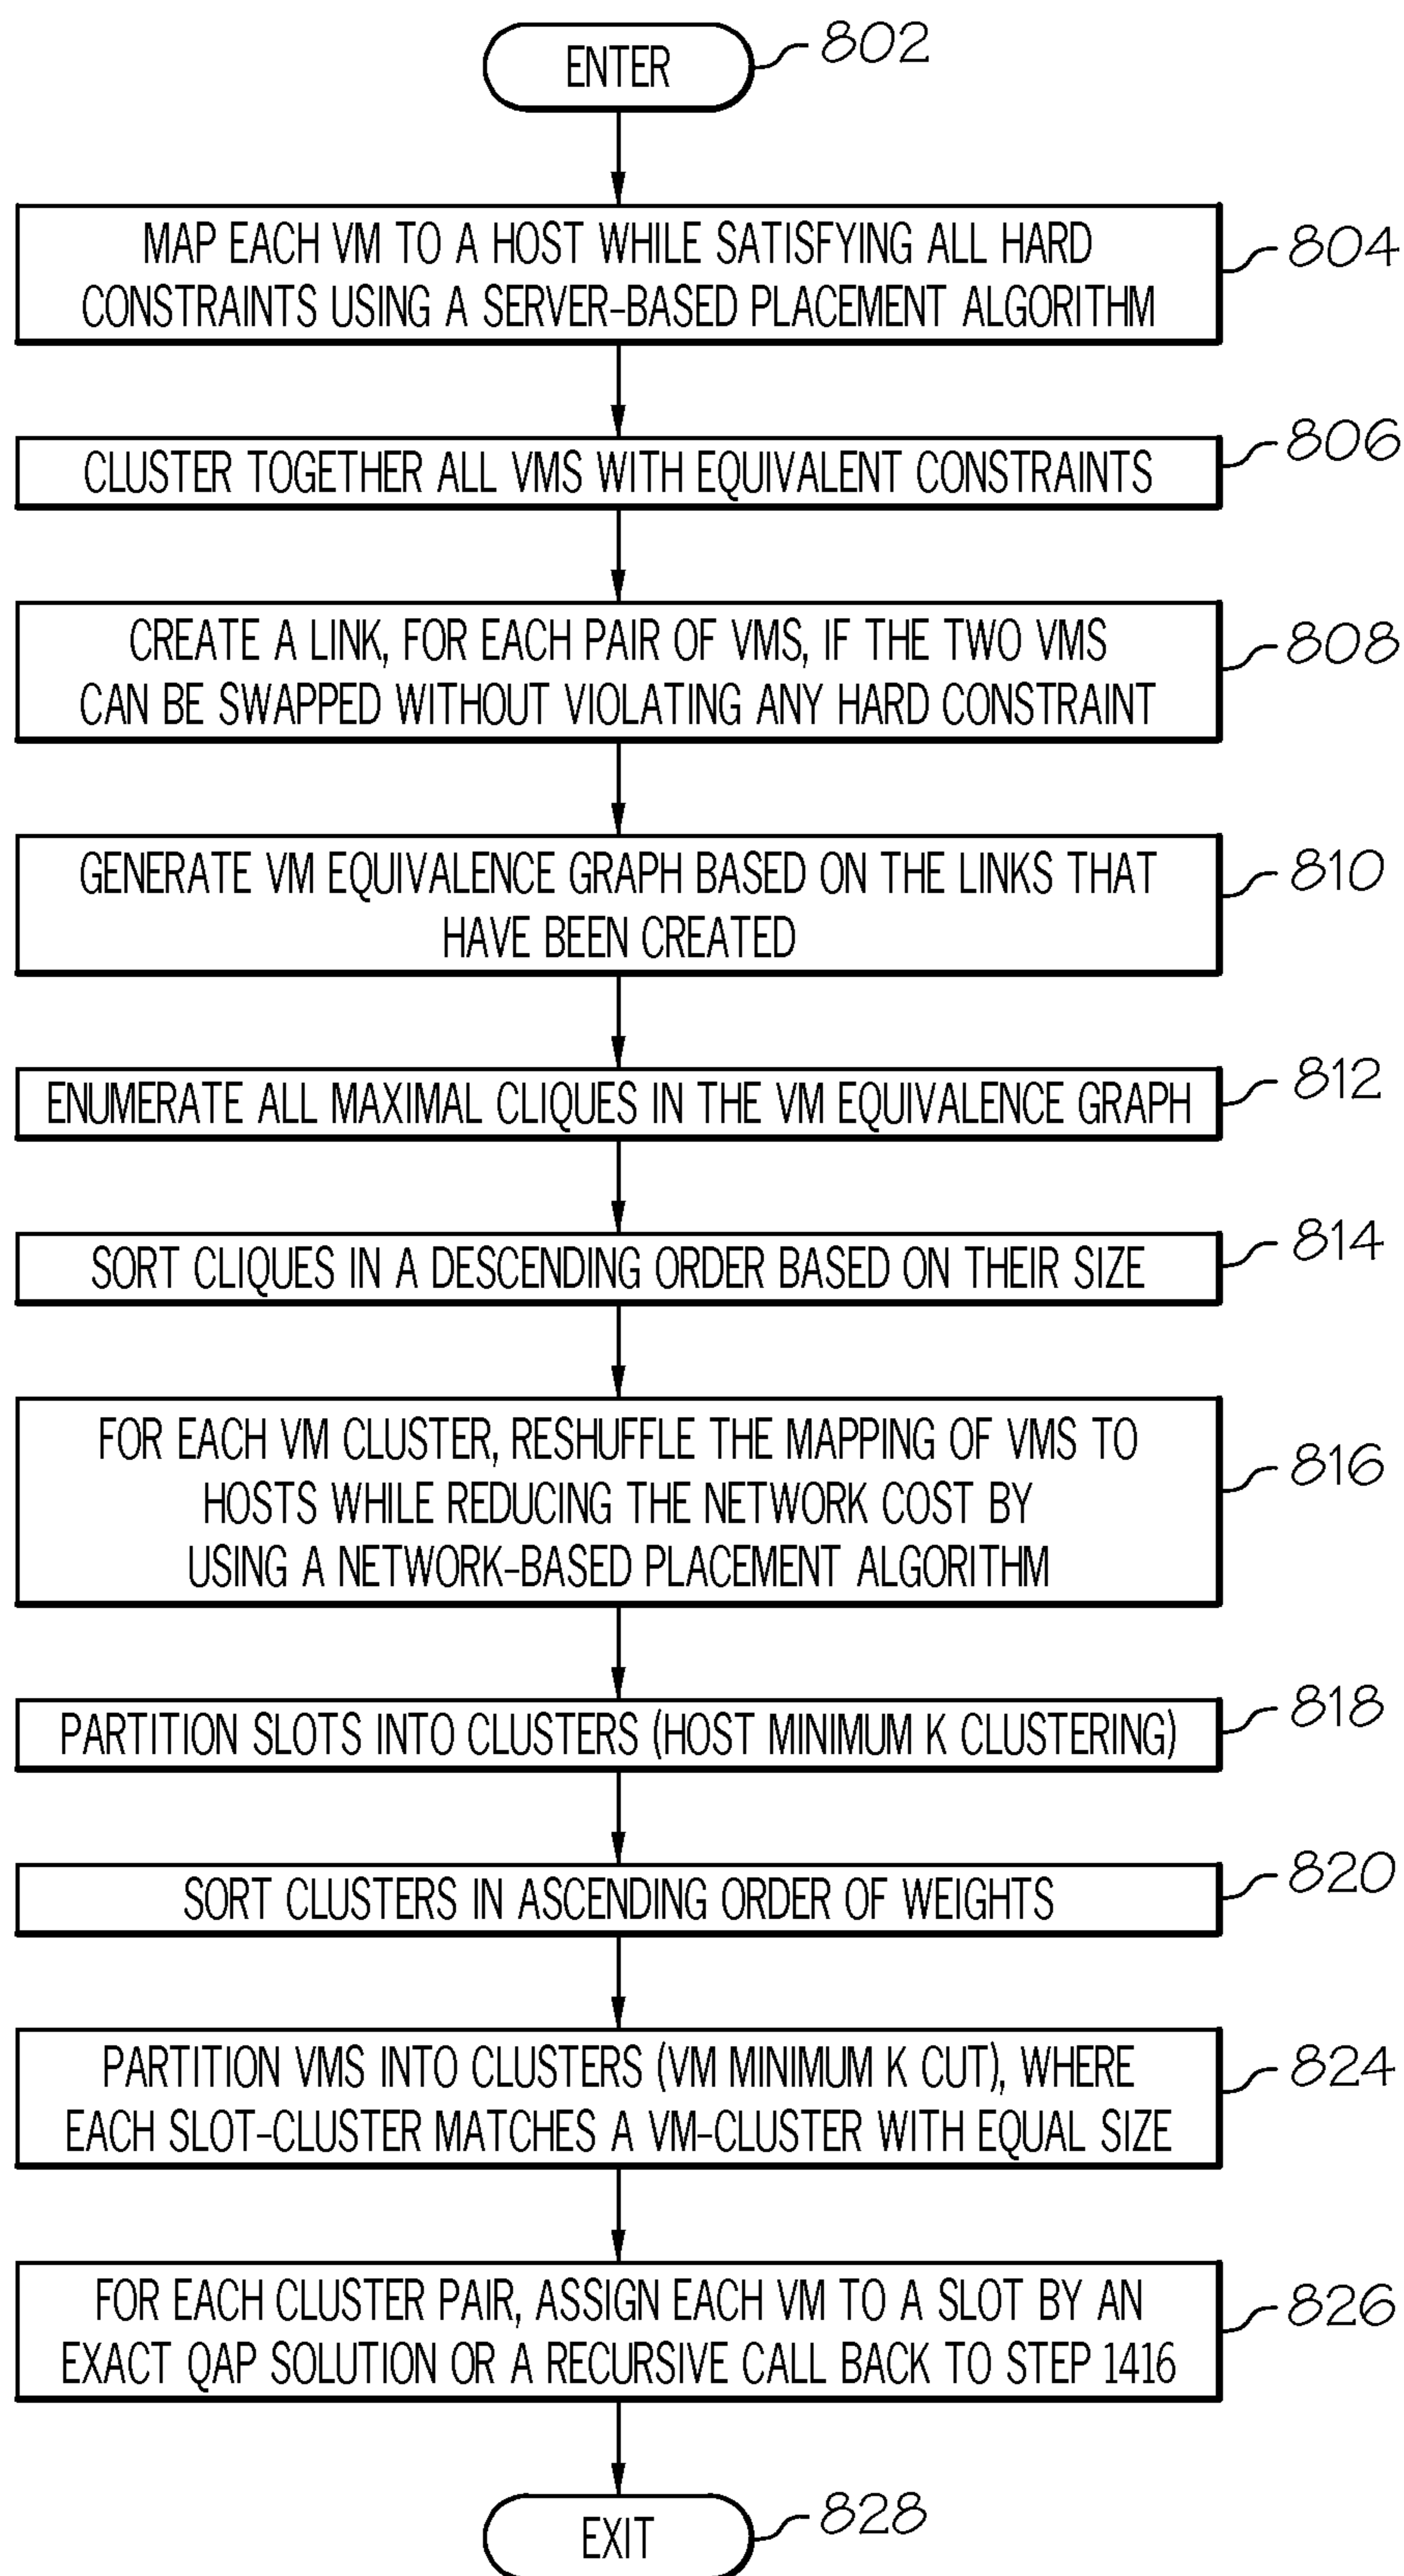 ENTER
802
MAP EACH VM TO A HOST WHILE SATISFYING ALL HARD
CONSTRAINTS USING A SERVER-BASED PLACEMENT ALGORITHM
804
CLUSTER TOGETHER ALL VMS WITH EQUIVALENT CONSTRAINTS
806
CREATE A LINK, FOR EACH PAIR OF VMS, IF THE TWO VMS
CAN BE SWAPPED WITHOUT VIOLATING ANY HARD CONSTRAINT
808
GENERATE VM EQUIVALENCE GRAPH BASED ON THE LINKS THAT
HAVE BEEN CREATED
810
ENUMERATE ALL MAXIMAL CLIQUES IN THE VM EQUIVALENCE GRAPH
812
SORT CLIQUES IN A DESCENDING ORDER BASED ON THEIR SIZE
814
FOR EACH VM CLUSTER, RESHUFFLE THE MAPPING OF VMS TO
HOSTS WHILE REDUCING THE NETWORK COST BY
USING A NETWORK-BASED PLACEMENT ALGORITHM
816
PARTITION SLOTS INTO CLUSTERS (HOST MINIMUM K CLUSTERING)
818
SORT CLUSTERS IN ASCENDING ORDER OF WEIGHTS
820
PARTITION VMS INTO CLUSTERS (VM MINIMUM K CUT), WHERE
EACH SLOT-CLUSTER MATCHES A VM-CLUSTER WITH EQUAL SIZE
824
FOR EACH CLUSTER PAIR, ASSIGN EACH VM TO A SLOT BY AN
EXACT QAP SOLUTION OR A RECURSIVE CALL BACK TO STEP 1416
826
EXIT
828